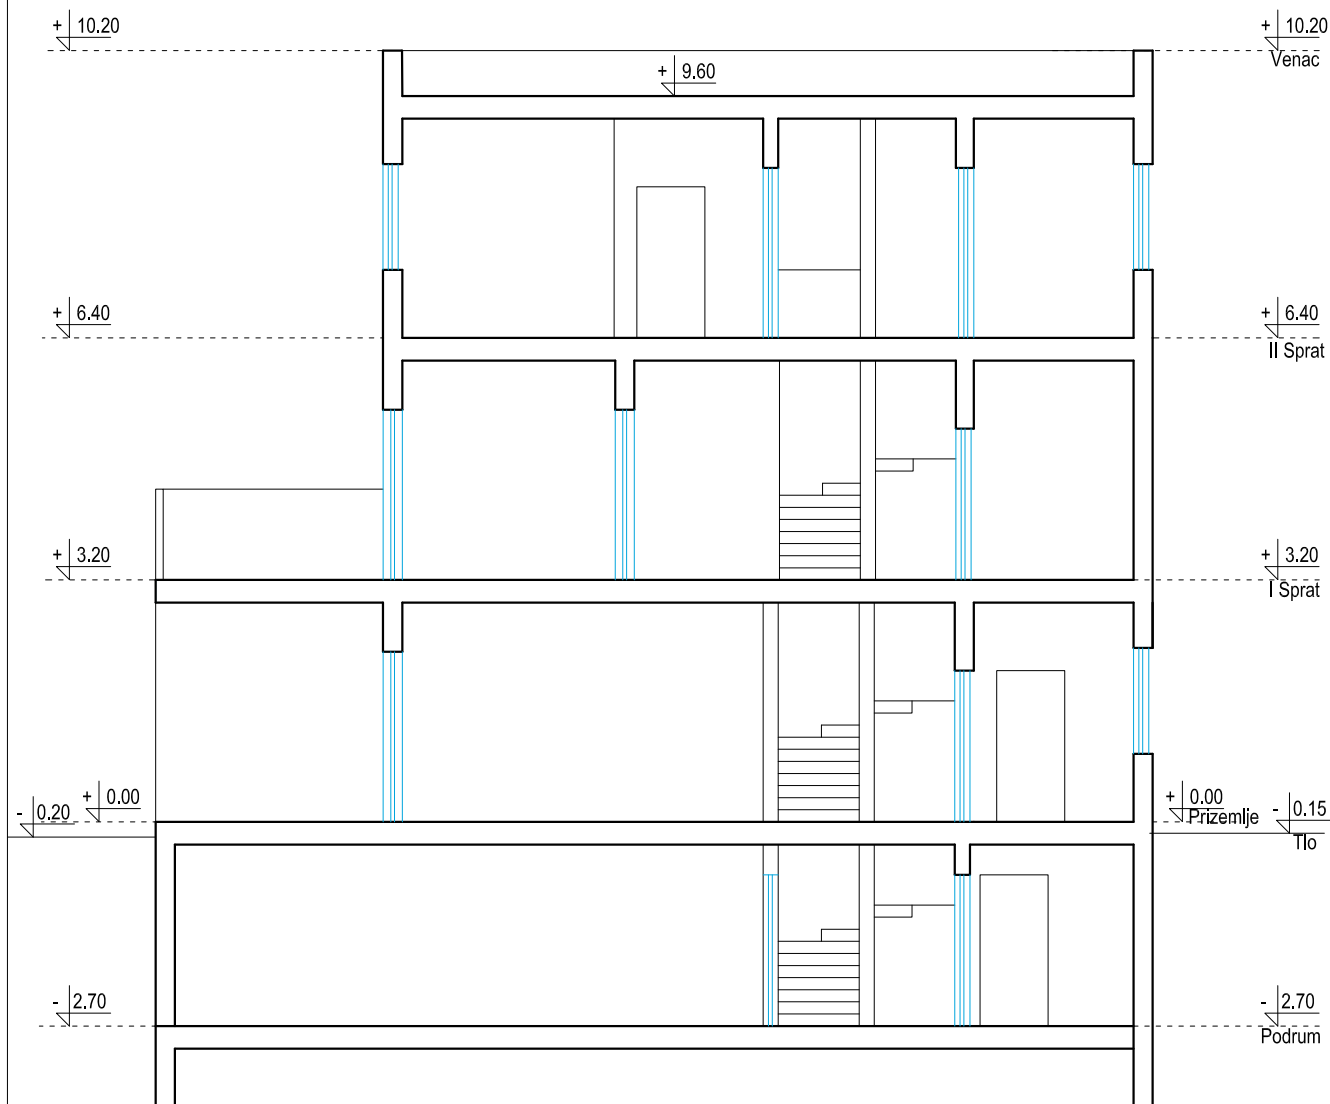 + 10.20
+ 10.20
Venac
+ 9.60
+ 6.40
+ 6.40
II Sprat
+ 3.20
+ 3.20
I Sprat
- 0.20
+ 0.00
+ 0.00
Prizemlje
- 0.15
Tlo
- 2.70
- 2.70
Podrum